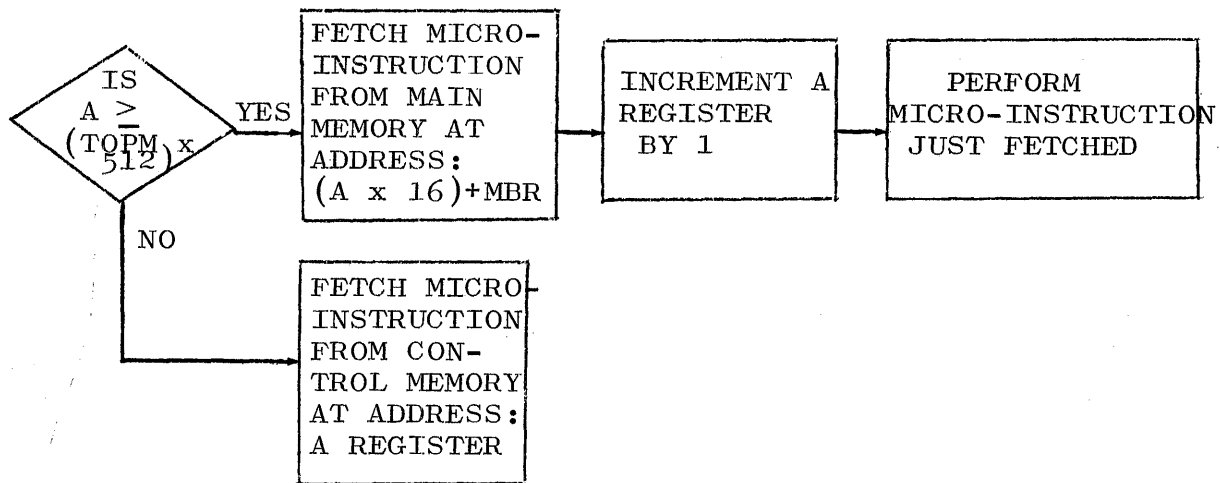 IS
A ≥
(TOPM x
512)
YES
FETCH MICRO-
INSTRUCTION
FROM MAIN
MEMORY AT
ADDRESS:
(A x 16)+MBR
INCREMENT A
REGISTER
BY 1
PERFORM
MICRO-INSTRUCTION
JUST FETCHED
NO
FETCH MICRO-
INSTRUCTION
FROM CON-
TROL MEMORY
AT ADDRESS:
A REGISTER